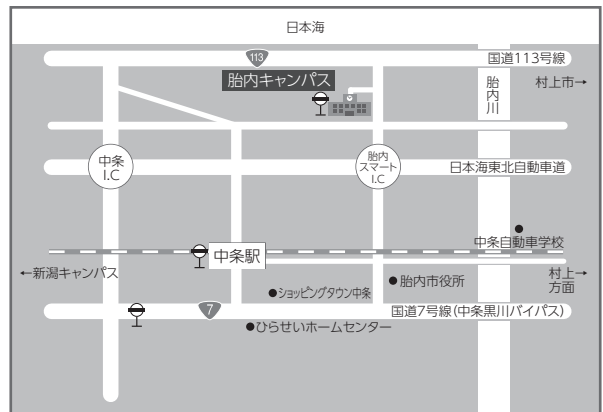 日本海
113
国道113号線
胎内キャンパス
胎内川
村上市→
中条
I.C
胎内
スマート
I.C
日本海東北自動車道
中条自動車学校
中条駅
←新潟キャンパス
村上
方面
●胎内市役所
●ショッピングタウン中条
7
国道7号線(中条黒川バイパス)
●ひらせいホームセンター